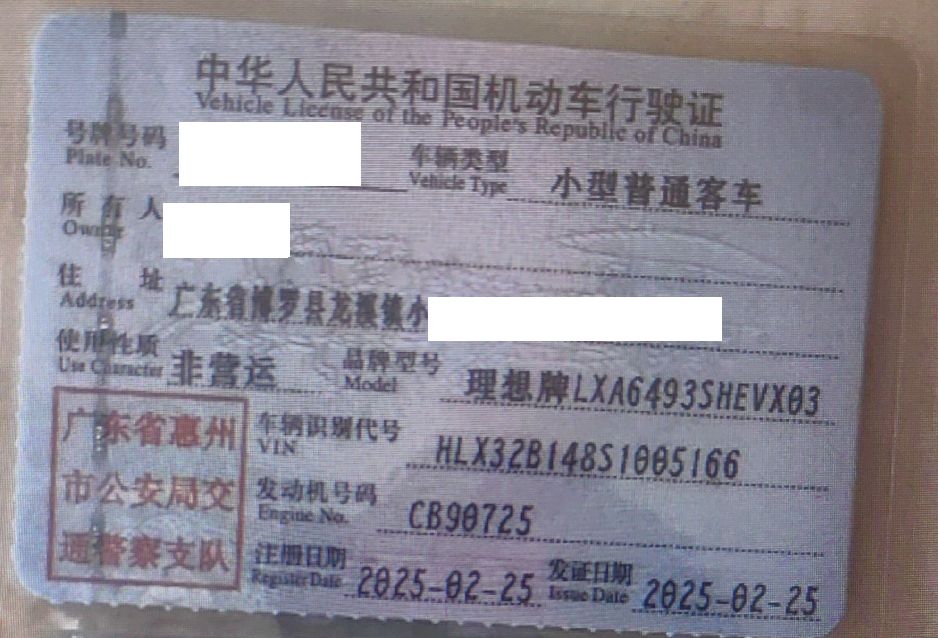 中华人民共和国机动车行驶证
Vehicle License of the People's Republic of China
号牌号码
Plate No.
车辆类型
Vehicle Type
小型普通客车
所有人
Owner
住址
Address
广东省博罗县龙溪镇小
使用性质
Use Character
非营运
品牌型号
Model
理想牌LXA6493SHEVX03
广东省惠州
市公安局交
通警察支队
车辆识别代号
VIN
HLX32B148S1005166
发动机号码
Engine No.
CB90725
注册日期
Register Date
2025-02-25
发证日期
Issue Date
2025-02-25